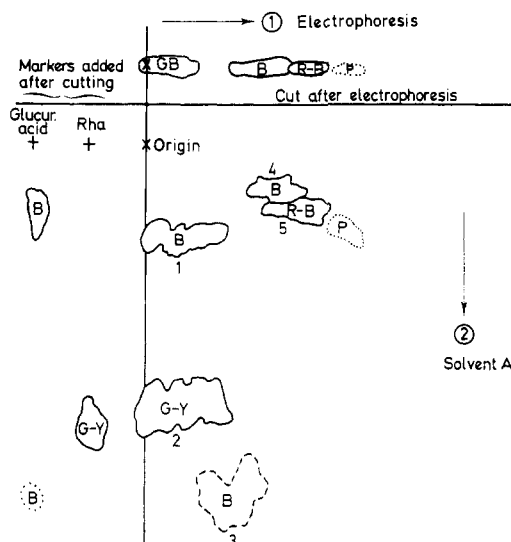 ① Electrophoresis
GB B R-B P
Markers added
after cutting
Cut after electrophoresis
Glucur.
acid
Rha
+ + × Origin
4
B B
R-B
5 P
B
1
②
Solvent A
G-Y
G-Y 2
B B
3